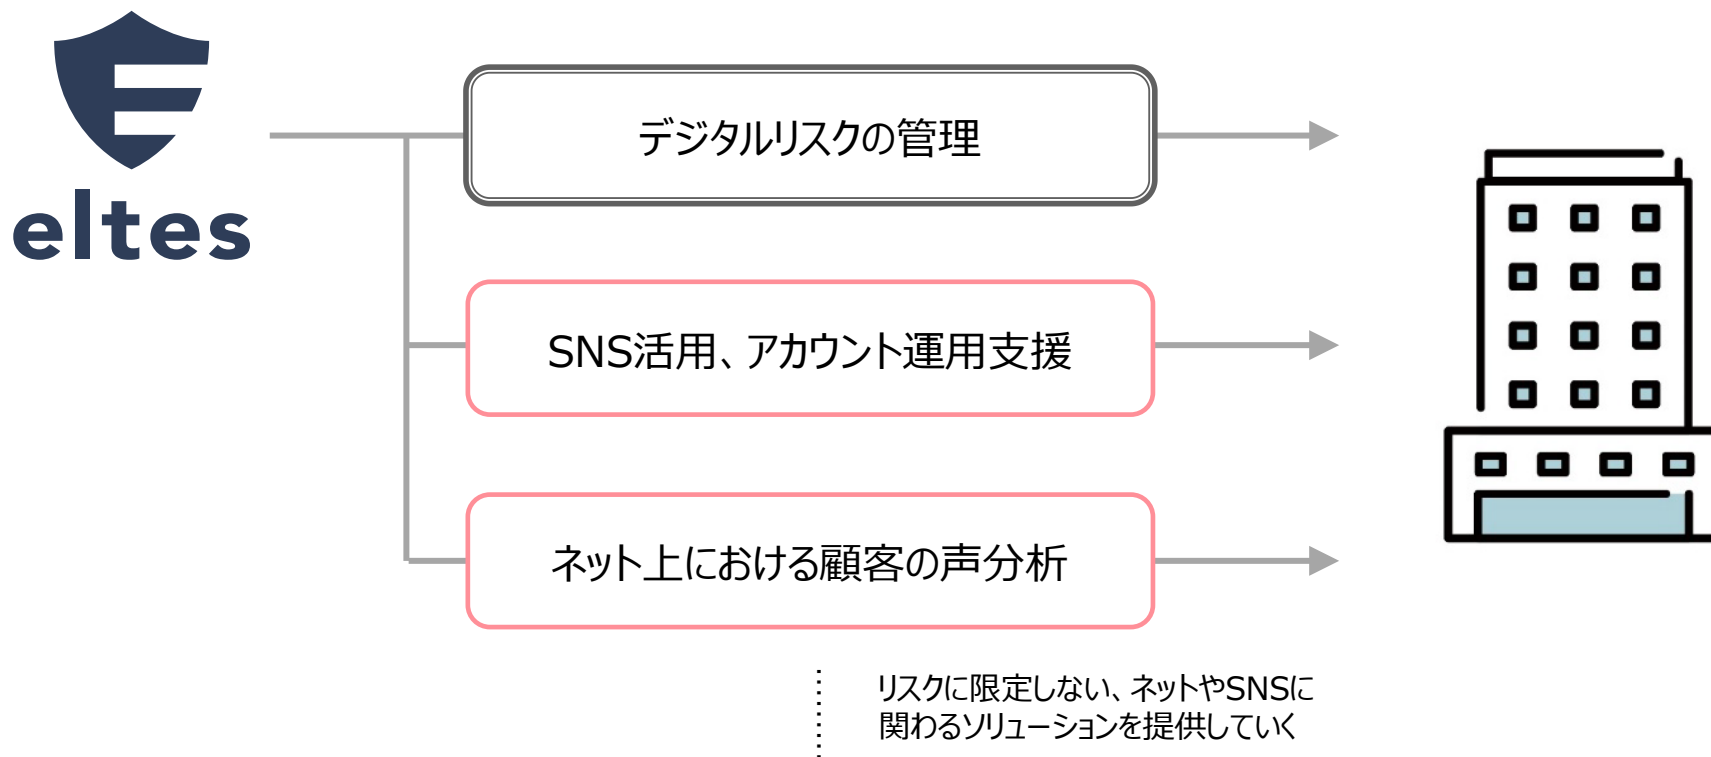 eltes
デジタルリスクの管理
SNS活用、アカウント運用支援
ネット上における顧客の声分析
リスクに限定しない、ネットやSNSに
関わるソリューションを提供していく